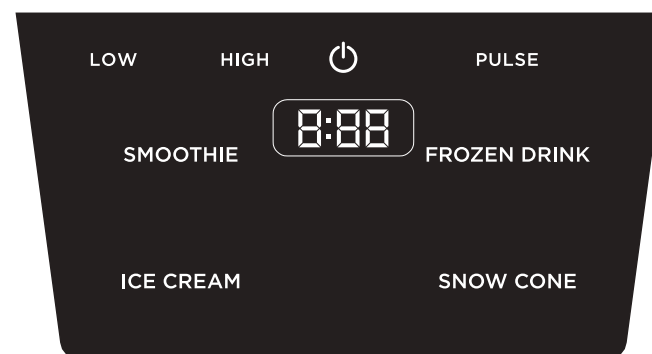 LOW HIGH PULSE
8:88
SMOOTHIE FROZEN DRINK
ICE CREAM SNOW CONE